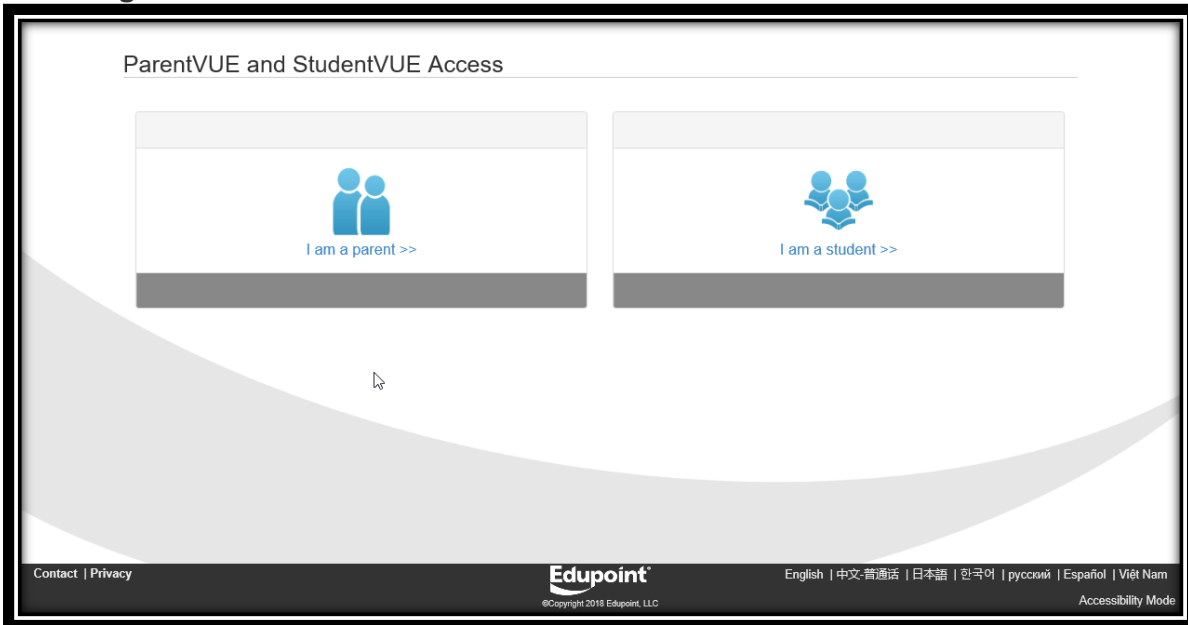 ParentVUE and StudentVUE Access
I am a parent >>
I am a student >>
Contact | Privacy
Edupoint®
©Copyright 2018 Edupoint, LLC
English | 中文-普通话 | 日本語 | 한국어 | русский | Español | Việt Nam
Accessibility Mode